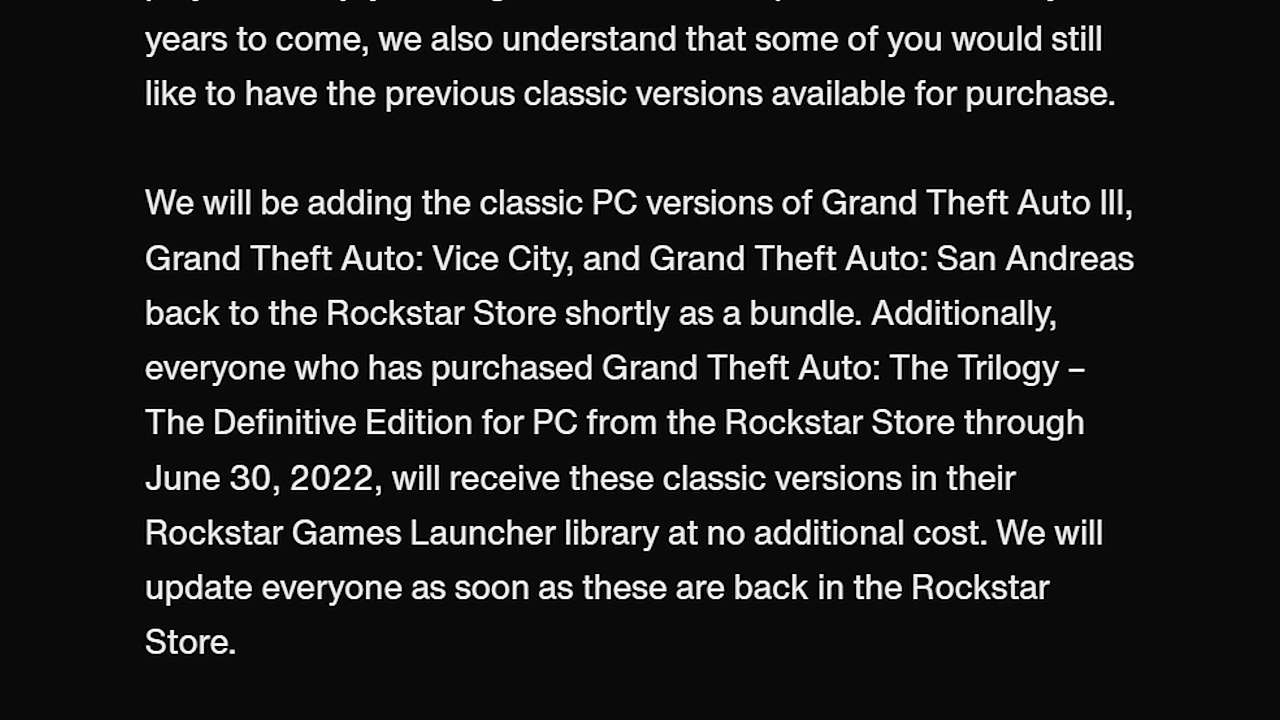 years to come, we also understand that some of you would still
like to have the previous classic versions available for purchase.
We will be adding the classic PC versions of Grand Theft Auto III,
Grand Theft Auto: Vice City, and Grand Theft Auto: San Andreas
back to the Rockstar Store shortly as a bundle. Additionally,
everyone who has purchased Grand Theft Auto: The Trilogy –
The Definitive Edition for PC from the Rockstar Store through
June 30, 2022, will receive these classic versions in their
Rockstar Games Launcher library at no additional cost. We will
update everyone as soon as these are back in the Rockstar
Store.